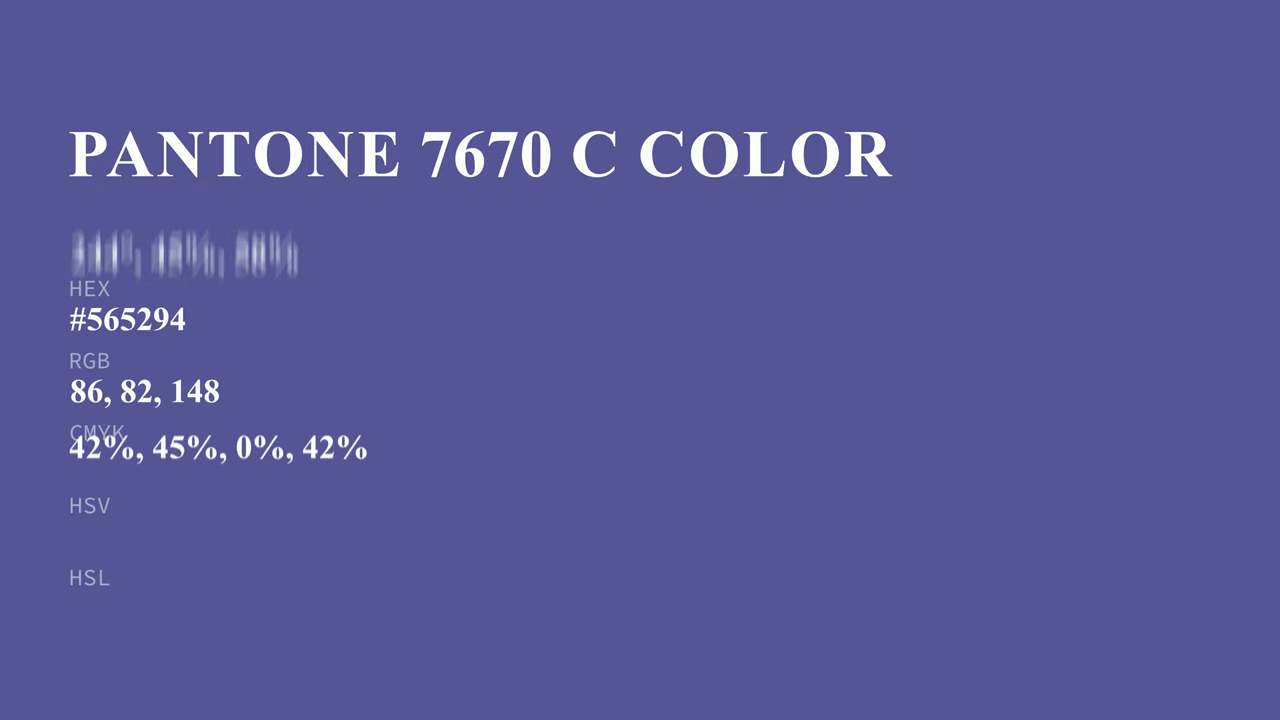 PANTONE 7670 C COLOR
HEX
#565294
RGB
86, 82, 148
CMYK
42%, 45%, 0%, 42%
HSV
HSL